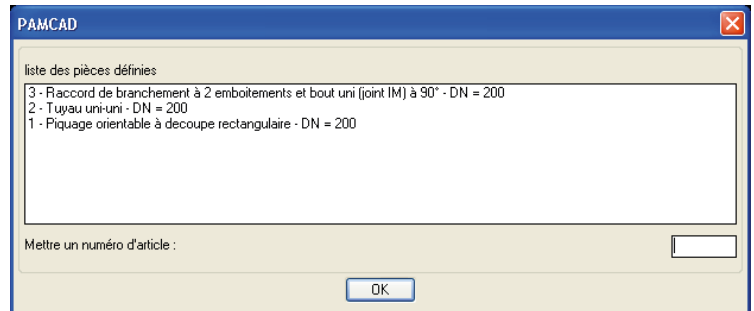 PAMCAD
liste des pièces définies
3 - Raccord de branchement à 2 emboitements et bout uni (joint IM) à 90° - DN = 200
2 - Tuyau uni-uni - DN = 200
1 - Piquage orientable à decoupe rectangulaire - DN = 200
Mettre un numéro d'article :
OK